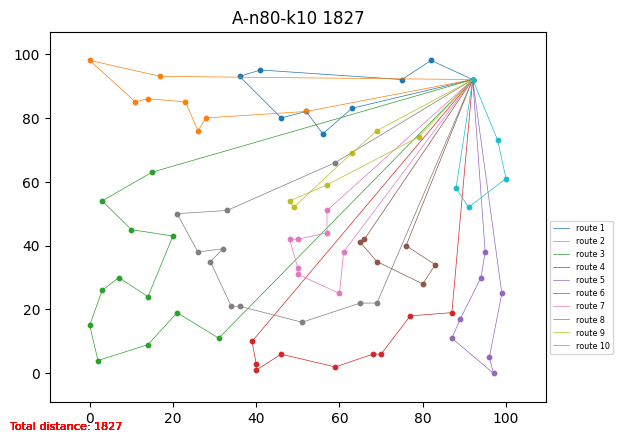 A-n80-k10 1827
100
80
60
40
20
0
0 20 40 60 80 100
route 1
route 2
route 3
route 4
route 5
route 6
route 7
route 8
route 9
route 10
Total distance: 1827